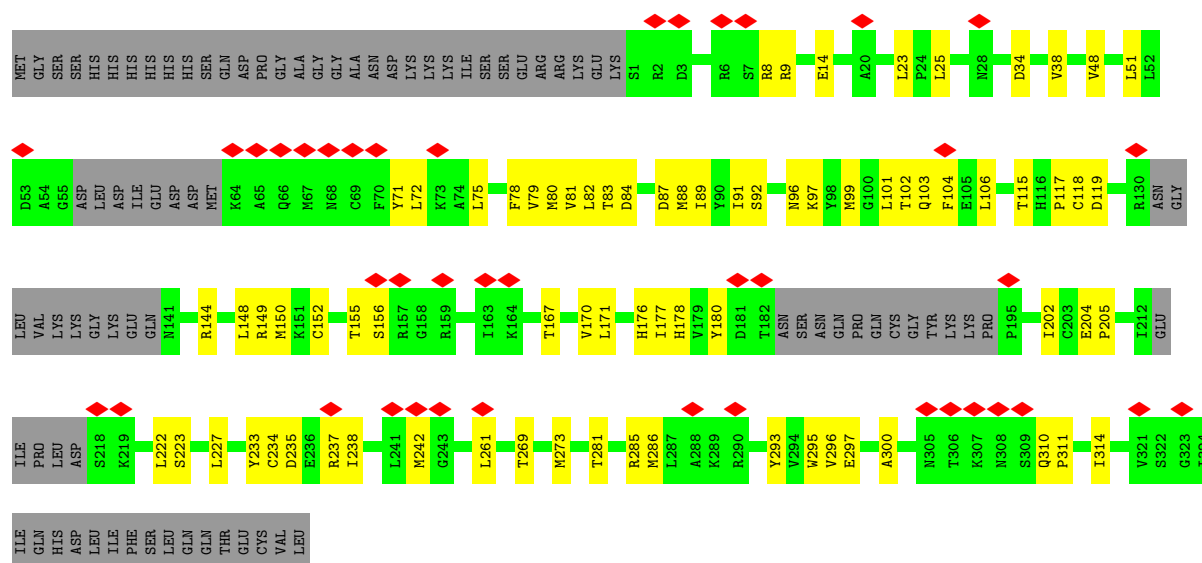 MET GLY SER SER HIS HIS HIS HIS HIS HIS SER GLN ASP PRO GLY ALA GLY GLY ALA ASN ASP LYS LYS LYS ILE SER SER GLU ARG ARG LYS GLU LYS S1 R2 D3 R6 S7 R8 R9 E14 A20 L23 P24 L25 N28 D34 V38 V48 L51 L52
D53 A54 G55 ASP LEU ASP ILE GLU ASP ASP MET K64 A65 Q66 M67 N68 C69 F70 Y71 L72 K73 A74 L75 F78 V79 M80 V81 L82 T83 D84 D87 M88 I89 Y90 I91 S92 N96 K97 Y98 M99 G100 L101 T102 Q103 F104 E105 L106 T115 H116 P117 C118 D119 R130 ASN GLY
LEU VAL LYS LYS GLY LYS GLU GLN N141 R144 L148 R149 M150 K151 C152 T155 S156 R157 G158 R159 I163 K164 T167 V170 L171 H176 I177 H178 V179 Y180 D181 T182 ASN SER ASN GLN PRO GLN CYS GLY TYR LYS LYS PRO P195 I202 C203 E204 P205 I212 GLU
ILE PRO LEU ASP S218 K219 L222 S223 L227 Y233 C234 D235 E236 R237 I238 L241 M242 G243 L261 T269 M273 T281 R285 M286 L287 A288 K289 R290 Y293 V294 W295 V296 E297 A300 N305 T306 K307 N308 S309 Q310 P311 I314 V321 S322 G323
ILE GLN HIS ASP LEU ILE PHE SER LEU GLN GLN THR GLU CYS VAL LEU